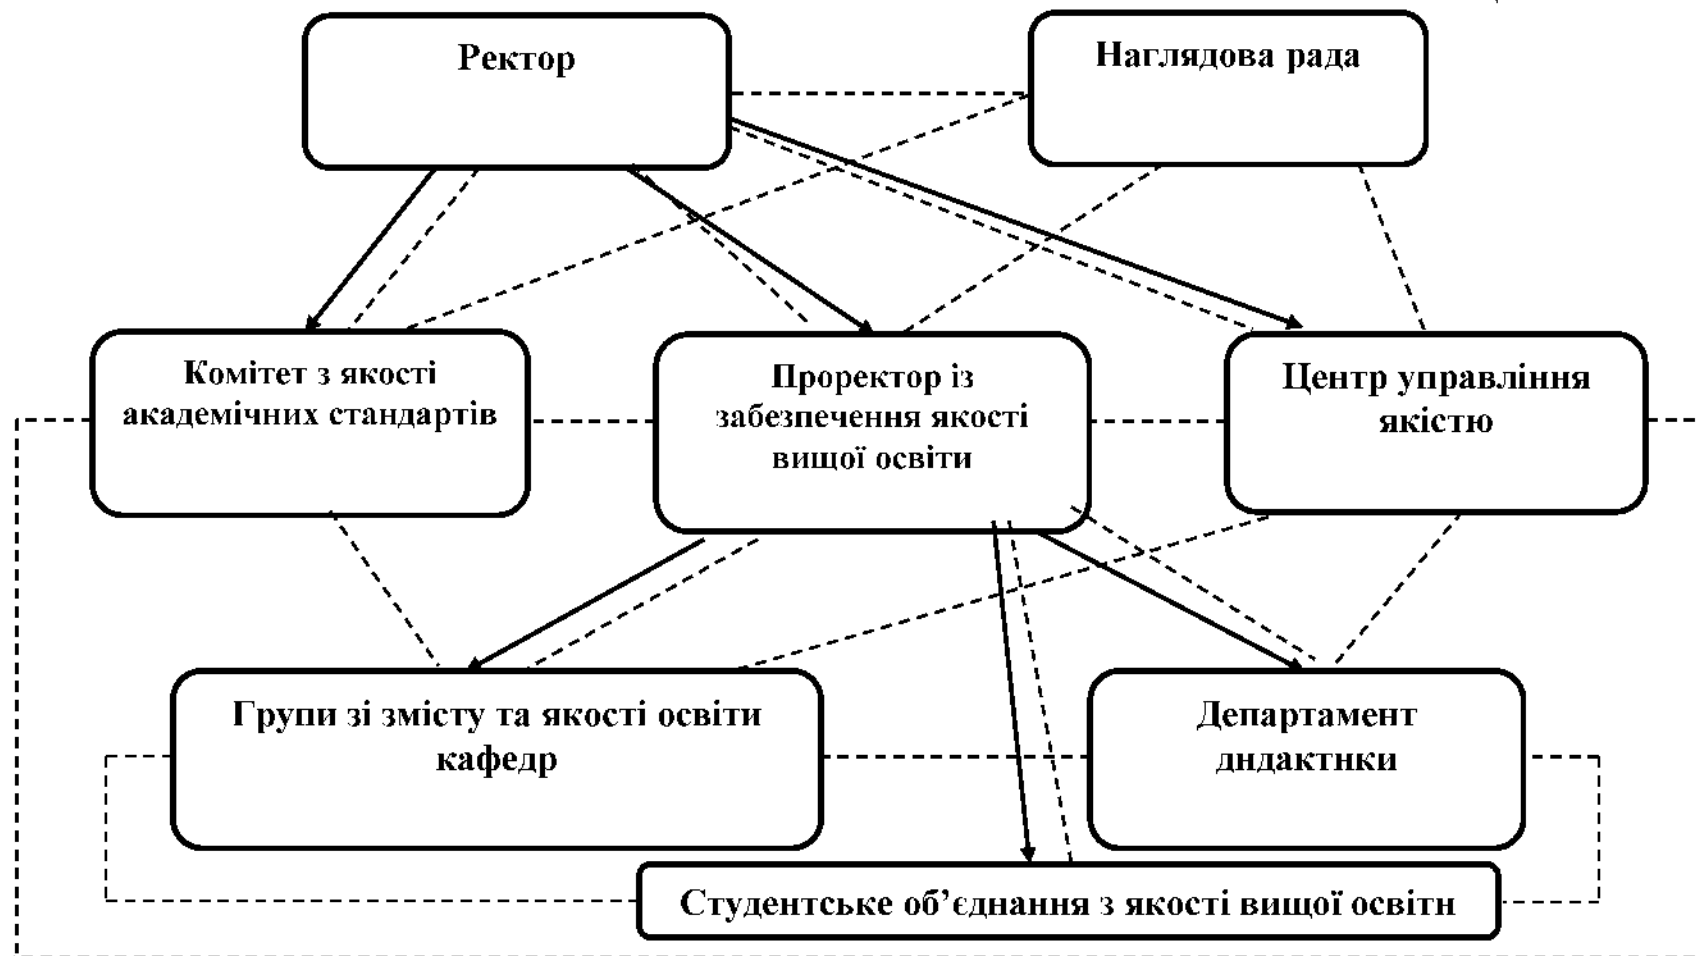 Ректор
Наглядова рада
Комітет з якості
академічних стандартів
Проректор із
забезпечення якості
вищої освіти
Центр управління
якістю
Групи зі змісту та якості освіти
кафедр
Департамент
дндактнки
Студентське об’єднання з якості вищої освітн